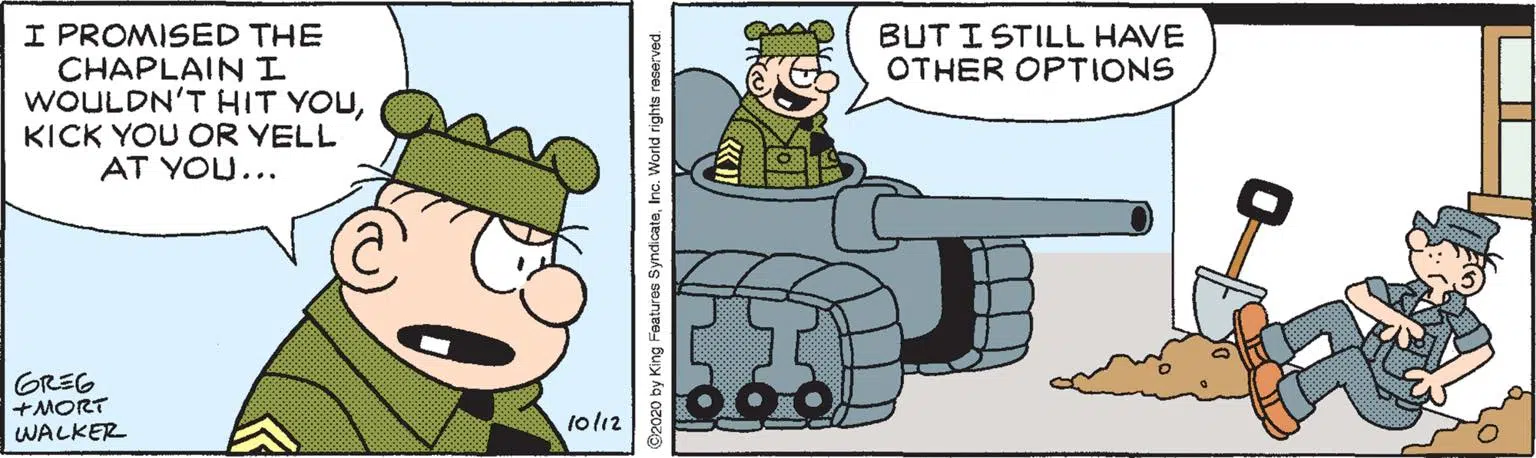 I PROMISED THE
CHAPLAIN I
WOULDN'T HIT YOU,
KICK YOU OR YELL
AT YOU...
GREG
+MORT
WALKER
10/12
©2020 by King Features Syndicate, Inc. World rights reserved.
BUT I STILL HAVE
OTHER OPTIONS